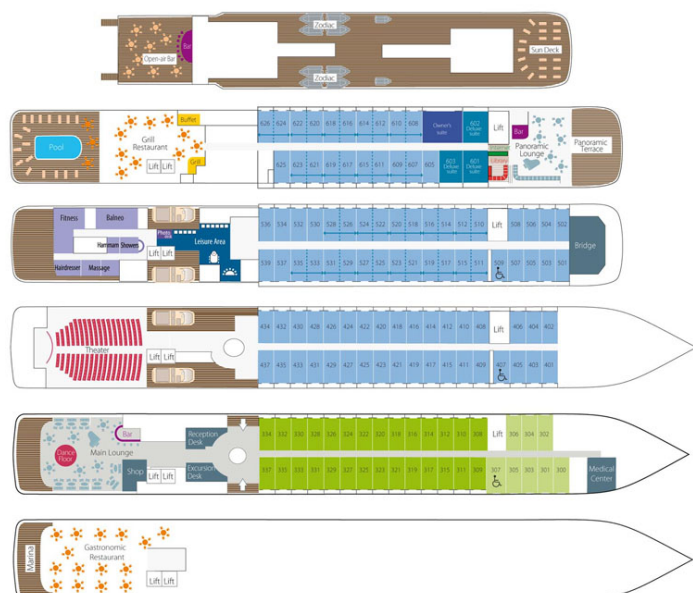 Zodiac
Open-air Bar
Bar
Sun Deck
Zodiac
Pool
Grill
Restaurant
Buffet
Grill
Lift Lift
626 624 622 620 618 616 614 612 610 608
Owner's
suite
602
Deluxe
suite
625 623 621 619 617 615 611 609 607 605
603
Deluxe
suite
601
Deluxe
suite
Lift
Internet
Library
Bar
Panoramic
Lounge
Panoramic
Terrace
Fitness
Balneo
Hammam Showers
Hairdresser
Massage
Photo
desk
Lift Lift
Leisure Area
536 534 532 530 528 526 524 522 520 518 516 514 512 510 Lift 508 506 504 502
539 537 535 533 531 529 527 525 523 521 519 517 515 511 509 507 505 503 501
Bridge
Theater
Lift Lift
434 432 430 428 426 424 422 420 418 416 414 412 410 408 Lift 406 404 402
437 435 433 431 429 427 425 423 421 419 417 415 411 409 407 405 403 401
Dance
Floor
Main Lounge
Bar
Shop
Lift Lift
Reception
Desk
Excursion
Desk
334 332 330 328 326 324 322 320 318 316 314 312 310 308 Lift 306 304 302
337 335 333 331 329 327 325 323 321 319 317 315 311 309 307 305 303 301 300
Medical
Center
Marina
Gastronomic
Restaurant
Lift Lift